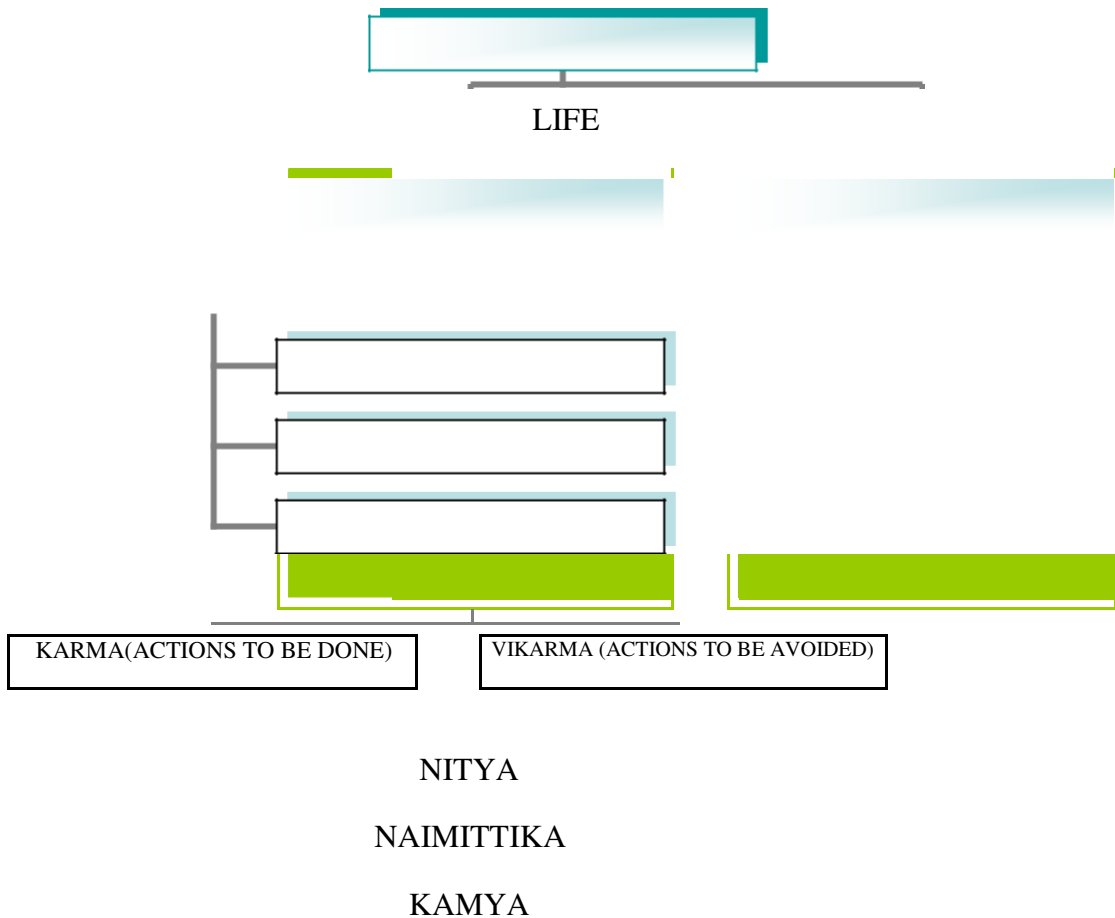 LIFE
KARMA(ACTIONS TO BE DONE)
VIKARMA (ACTIONS TO BE AVOIDED)
NITYA
NAIMITTIKA
KAMYA